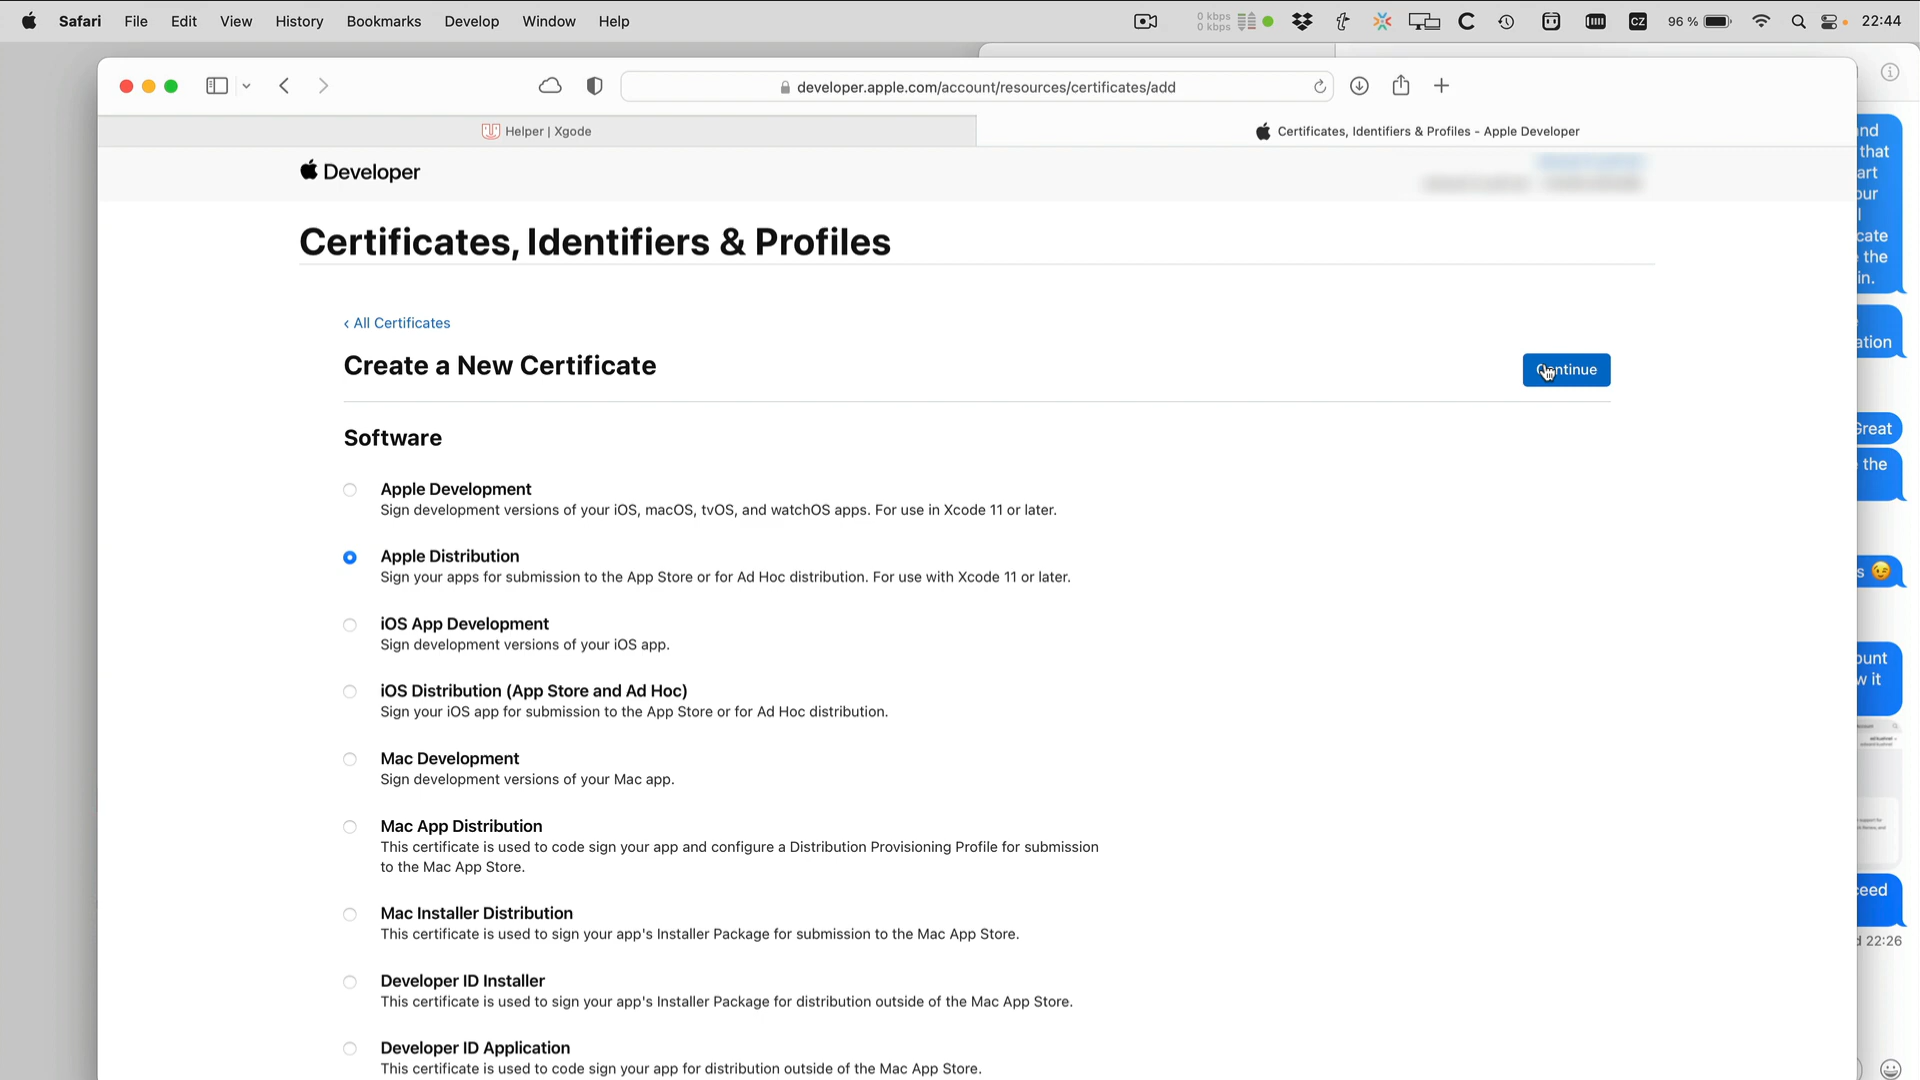 Safari File Edit View History Bookmarks Develop Window Help
0 kbps
0 kbps
CZ 96 % 22:44
developer.apple.com/account/resources/certificates/add
Helper | Xgode
Certificates, Identifiers & Profiles - Apple Developer
Developer
Certificates, Identifiers & Profiles
‹ All Certificates
Create a New Certificate
Continue
Software
Apple Development
Sign development versions of your iOS, macOS, tvOS, and watchOS apps. For use in Xcode 11 or later.
Apple Distribution
Sign your apps for submission to the App Store or for Ad Hoc distribution. For use with Xcode 11 or later.
iOS App Development
Sign development versions of your iOS app.
iOS Distribution (App Store and Ad Hoc)
Sign your iOS app for submission to the App Store or for Ad Hoc distribution.
Mac Development
Sign development versions of your Mac app.
Mac App Distribution
This certificate is used to code sign your app and configure a Distribution Provisioning Profile for submission
to the Mac App Store.
Mac Installer Distribution
This certificate is used to sign your app's Installer Package for submission to the Mac App Store.
Developer ID Installer
This certificate is used to sign your app's Installer Package for distribution outside of the Mac App Store.
Developer ID Application
This certificate is used to code sign your app for distribution outside of the Mac App Store.
that
the
in.
Great
the
it
22:26